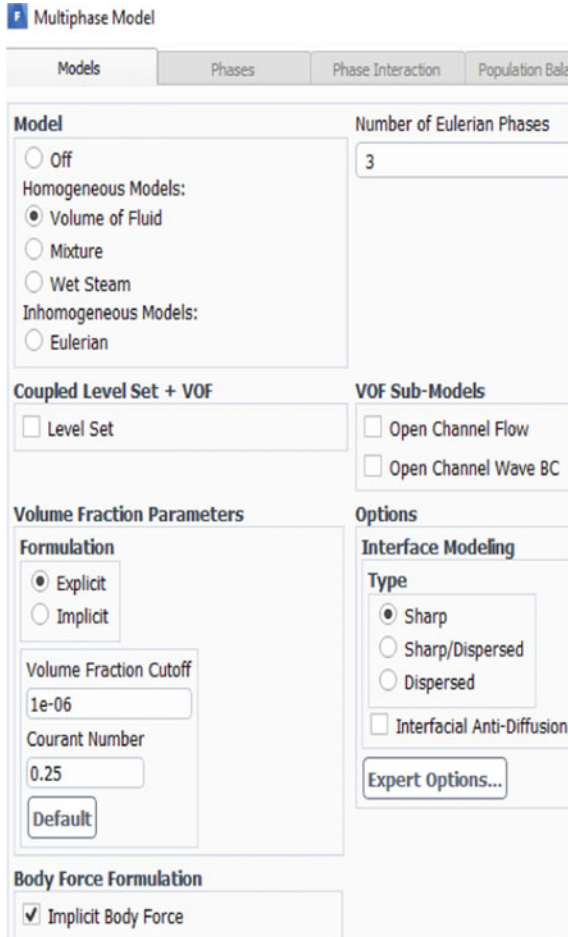 F Multiphase Model
Models Phases Phase Interaction Population
Model
Off
Homogeneous Models:
Volume of Fluid
Mixture
Wet Steam
Inhomogeneous Models:
Eulerian
Number of Eulerian Phases
3
Coupled Level Set + VOF
Level Set
VOF Sub-Models
Open Channel Flow
Open Channel Wave BC
Volume Fraction Parameters
Formulation
Explicit
Implicit
Volume Fraction Cutoff
1e-06
Courant Number
0.25
Default
Options
Interface Modeling
Type
Sharp
Sharp/Dispersed
Dispersed
Interfacial Anti-Diffusion
Expert Options...
Body Force Formulation
Implicit Body Force